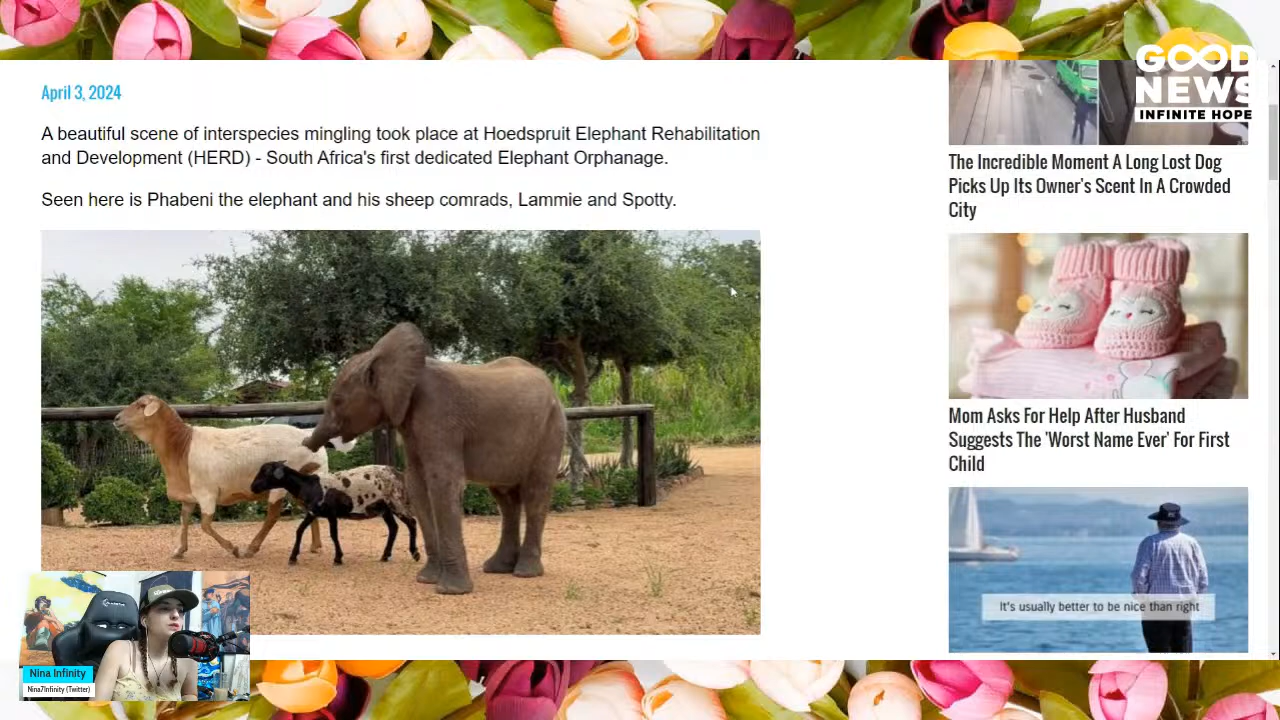 GOOD
NEWS
INFINITE HOPE
April 3, 2024
A beautiful scene of interspecies mingling took place at Hoedspruit Elephant Rehabilitation
and Development (HERD) - South Africa's first dedicated Elephant Orphanage.
Seen here is Phabeni the elephant and his sheep comrads, Lammie and Spotty.
The Incredible Moment A Long Lost Dog
Picks Up Its Owner's Scent In A Crowded
City
Mom Asks For Help After Husband
Suggests The 'Worst Name Ever' For First
Child
It's usually better to be nice than right
Nina Infinity
Nina7Infinity (Twitter)